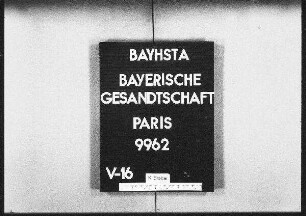 BAYHSTA
BAYERISCHE
GESANDTSCHAFT
PARIS
9962
V-16